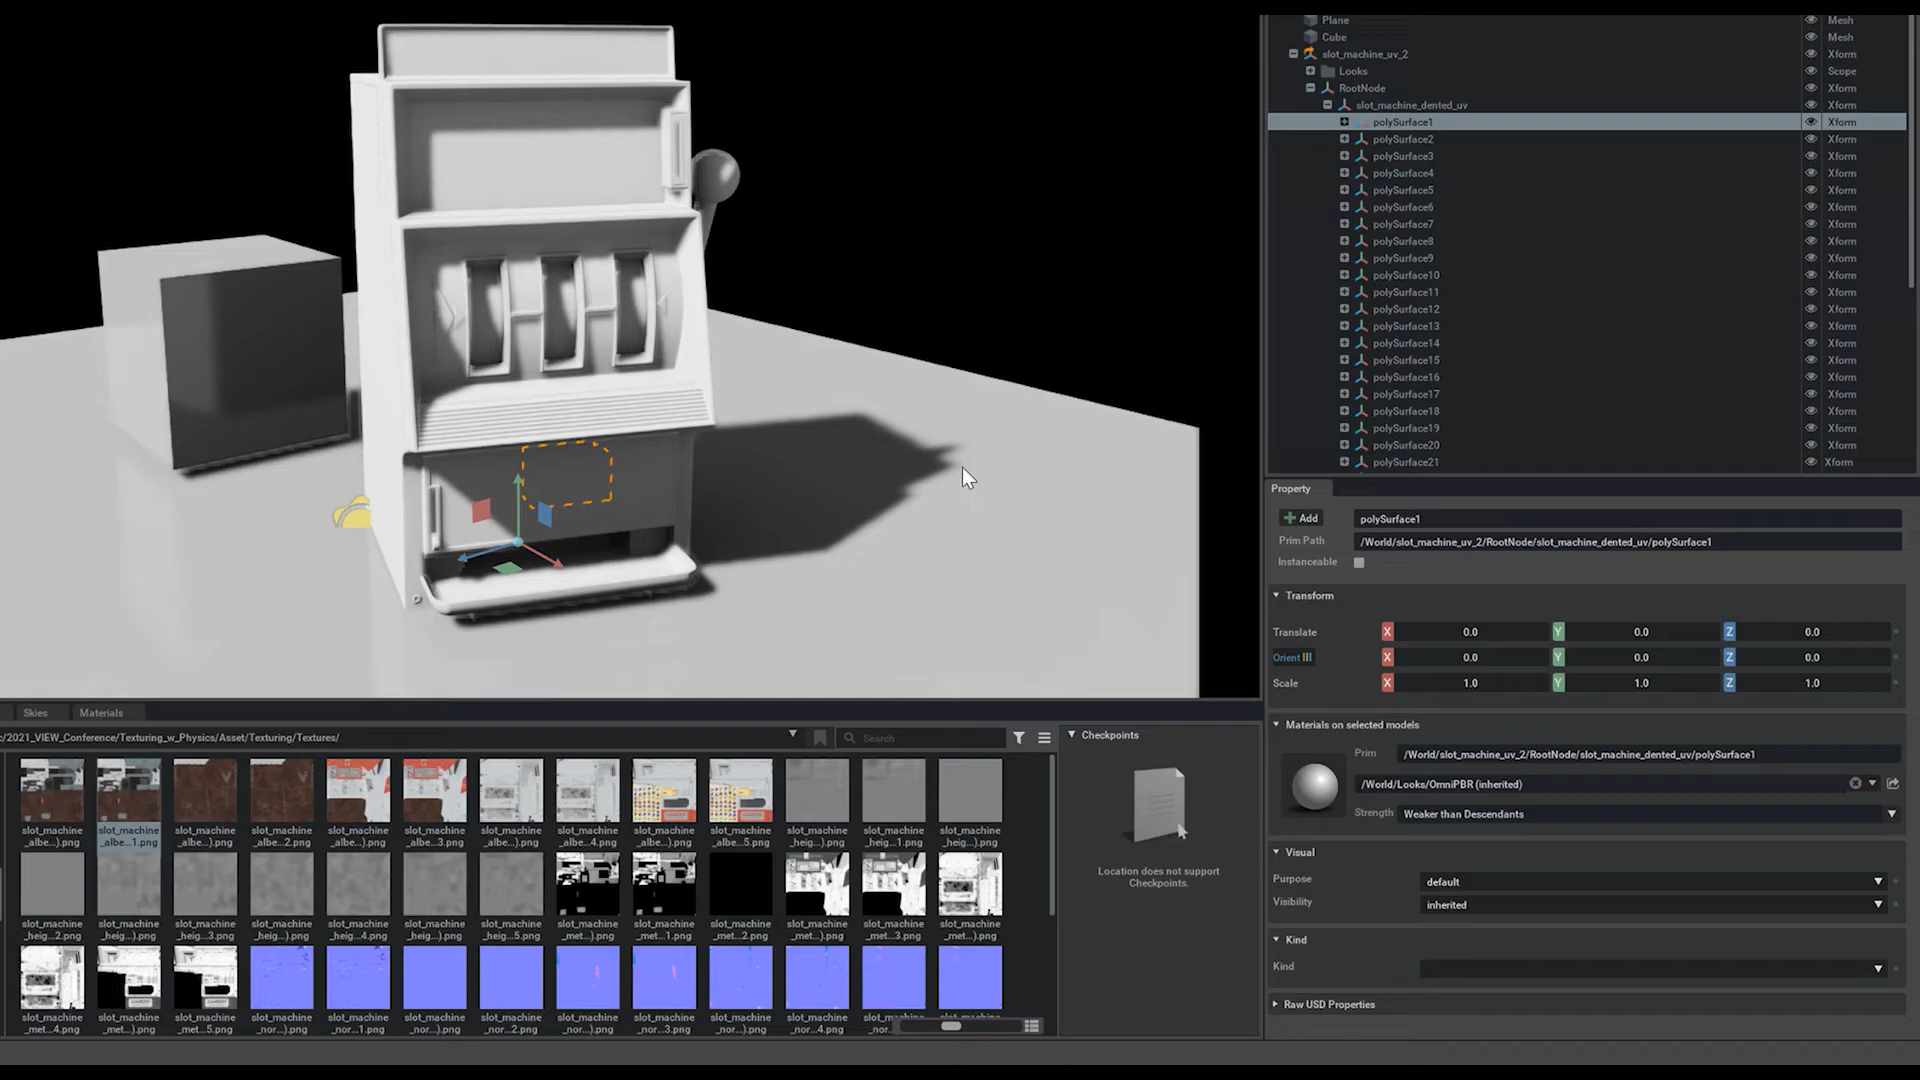 Plane Mesh
Cube Mesh
slot_machine_uv_2 Xform
Looks Scope
RootNode Xform
slot_machine_dented_uv Xform
polySurface1 Xform
polySurface2 Xform
polySurface3 Xform
polySurface4 Xform
polySurface5 Xform
polySurface6 Xform
polySurface7 Xform
polySurface8 Xform
polySurface9 Xform
polySurface10 Xform
polySurface11 Xform
polySurface12 Xform
polySurface13 Xform
polySurface14 Xform
polySurface15 Xform
polySurface16 Xform
polySurface17 Xform
polySurface18 Xform
polySurface19 Xform
polySurface20 Xform
polySurface21 Xform
Property
Add polySurface1
Prim Path /World/slot_machine_uv_2/RootNode/slot_machine_dented_uv/polySurface1
Instanceable
Transform
Translate X 0.0 Y 0.0 Z 0.0
Orient X 0.0 Y 0.0 Z 0.0
Scale X 1.0 Y 1.0 Z 1.0
Materials on selected models
Prim /World/slot_machine_uv_2/RootNode/slot_machine_dented_uv/polySurface1
/World/Looks/OmniPBR (inherited)
Strength Weaker than Descendants
Visual
Purpose default
Visibility inherited
Kind
Kind
Raw USD Properties
Skies Materials
:/2021_VIEW_Conference/Texturing_w_Physics/Asset/Texturing/Textures/
Search
Checkpoints
Location does not support
Checkpoints.
slot_machine slot_machine slot_machine slot_machine slot_machine slot_machine slot_machine slot_machine slot_machine slot_machine slot_machine slot_machine slot_machine
_albe...).png _albe...1.png _albe...).png _albe...2.png _albe...).png _albe...3.png _albe...).png _albe...4.png _albe...).png _albe...5.png _heig...).png _heig...1.png _heig...).png
slot_machine slot_machine slot_machine slot_machine slot_machine slot_machine slot_machine slot_machine slot_machine slot_machine slot_machine slot_machine slot_machine
_heig...2.png _heig...).png _heig...3.png _heig...).png _heig...4.png _heig...).png _heig...5.png _met...).png _met...1.png _met...2.png _met...).png _met...3.png _met...).png
slot_machine slot_machine slot_machine slot_machine slot_machine slot_machine slot_machine slot_machine slot_machine slot_machine slot_machine slot_machine slot_machine
_met...4.png _met...).png _met...5.png _nor...).png _nor...1.png _nor...).png _nor...2.png _nor...).png _nor...3.png _nor...).png _nor...4.png